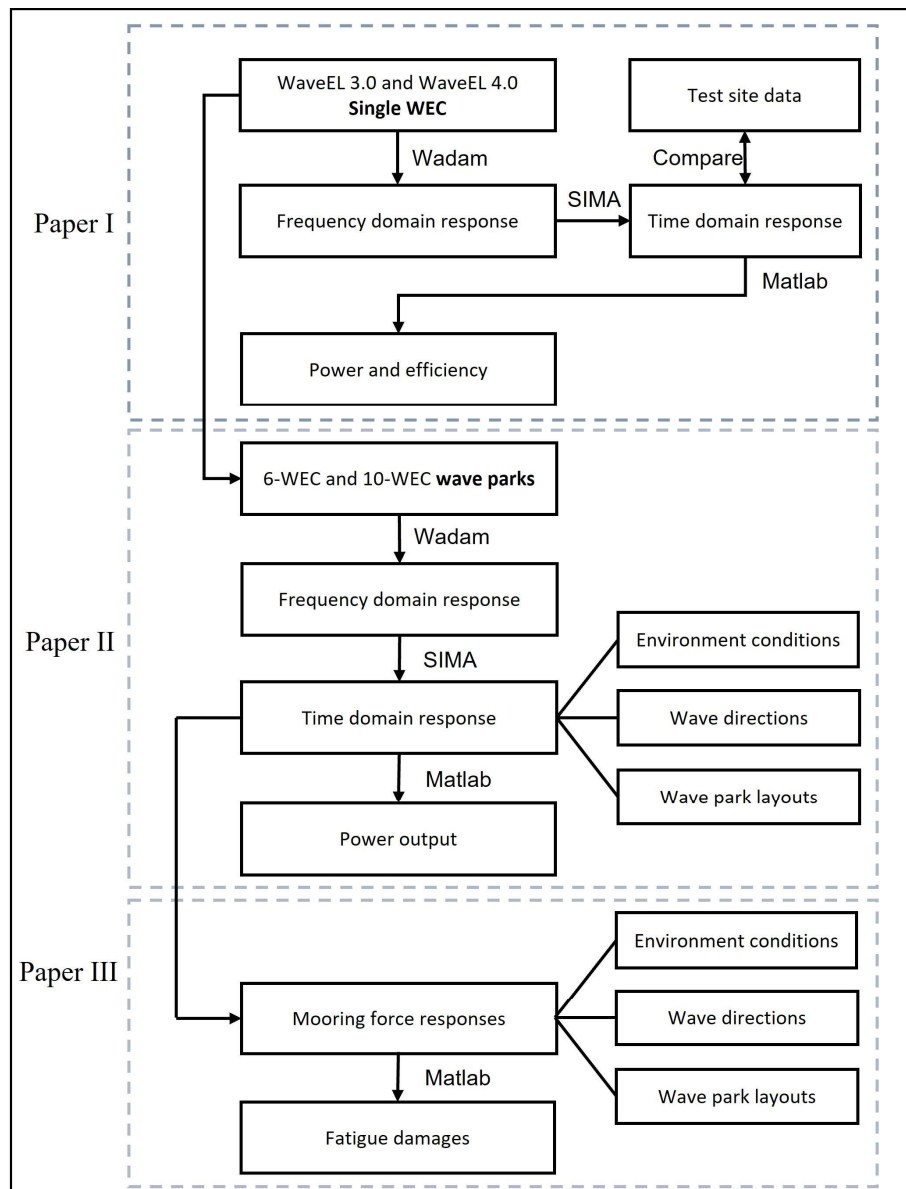 Paper I
WaveEL 3.0 and WaveEL 4.0
Single WEC
Test site data
Wadam
Compare
Frequency domain response
SIMA
Time domain response
Matlab
Power and efficiency
Paper II
6-WEC and 10-WEC wave parks
Wadam
Frequency domain response
SIMA
Time domain response
Environment conditions
Wave directions
Wave park layouts
Matlab
Power output
Paper III
Mooring force responses
Environment conditions
Wave directions
Wave park layouts
Matlab
Fatigue damages